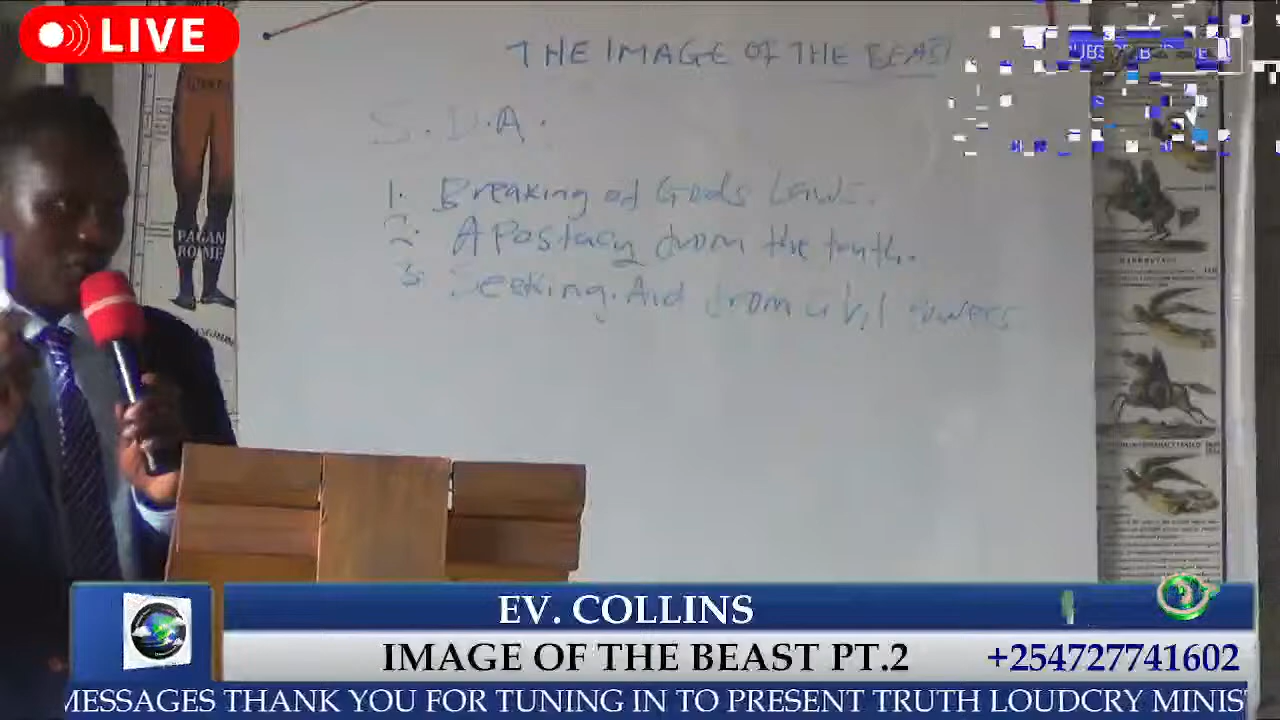 LIVE
THE IMAGE OF THE BEAST
S.D.A.
1. Breaking of Gods Laws.
2. APostacy from the truth.
3. Seeking Aid from civil powers
PAGAN
ROME
EV. COLLINS
IMAGE OF THE BEAST PT.2
+254727741602
MESSAGES THANK YOU FOR TUNING IN TO PRESENT TRUTH LOUDCRY MINIS